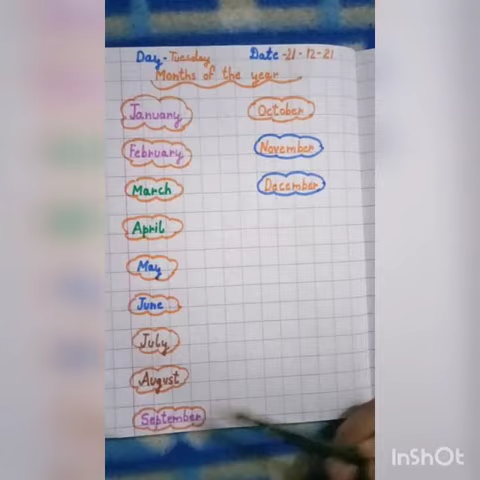 Day - Tuesday Date - 21 - 12 - 21
Months of the year
January
February
March
April
May
June
July
August
September
October
November
December
InShOt